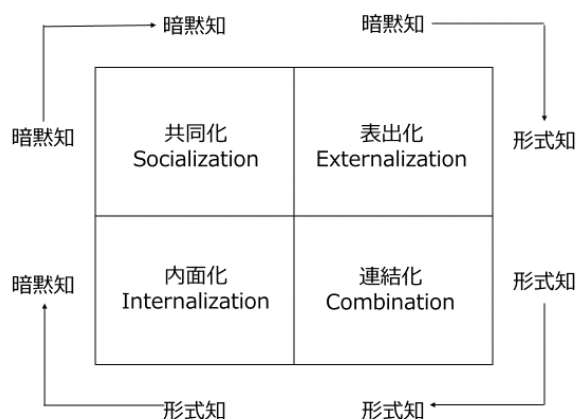 暗黙知
暗黙知
暗黙知
共同化
Socialization
表出化
Externalization
形式知
暗黙知
内面化
Internalization
連結化
Combination
形式知
形式知
形式知